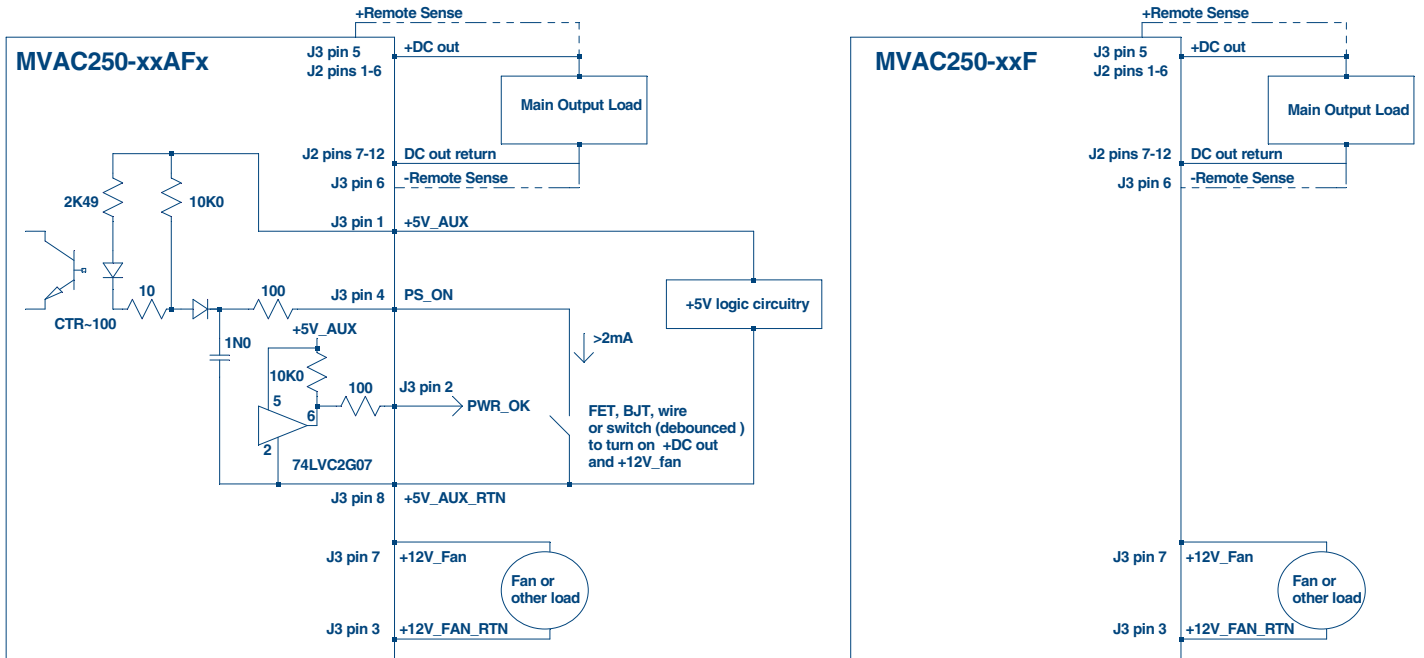 +Remote Sense
MVAC250-xxAFx
J3 pin 5
+DC out
J2 pins 1-6
Main Output Load
J2 pins 7-12
DC out return
J3 pin 6
-Remote Sense
2K49
10K0
J3 pin 1
+5V_AUX
10
100
J3 pin 4
PS_ON
+5V logic circuitry
CTR~100
1N0
+5V_AUX
>2mA
10K0
5
6
2
100
J3 pin 2
PWR_OK
74LVC2G07
FET, BJT, wire
or switch (debounced )
to turn on +DC out
and +12V_fan
J3 pin 8
+5V_AUX_RTN
J3 pin 7
+12V_Fan
Fan or
other load
J3 pin 3
+12V_FAN_RTN
+Remote Sense
MVAC250-xxF
J3 pin 5
+DC out
J2 pins 1-6
Main Output Load
J2 pins 7-12
DC out return
J3 pin 6
-Remote Sense
J3 pin 7
+12V_Fan
Fan or
other load
J3 pin 3
+12V_FAN_RTN